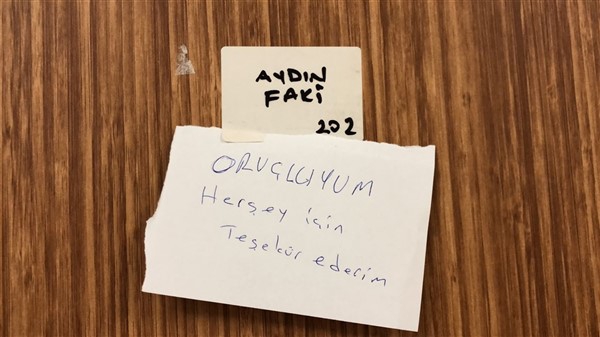 AYDIN
FAKİ
202
ORUÇLUYUM
Herşey için
Teşekür ederim